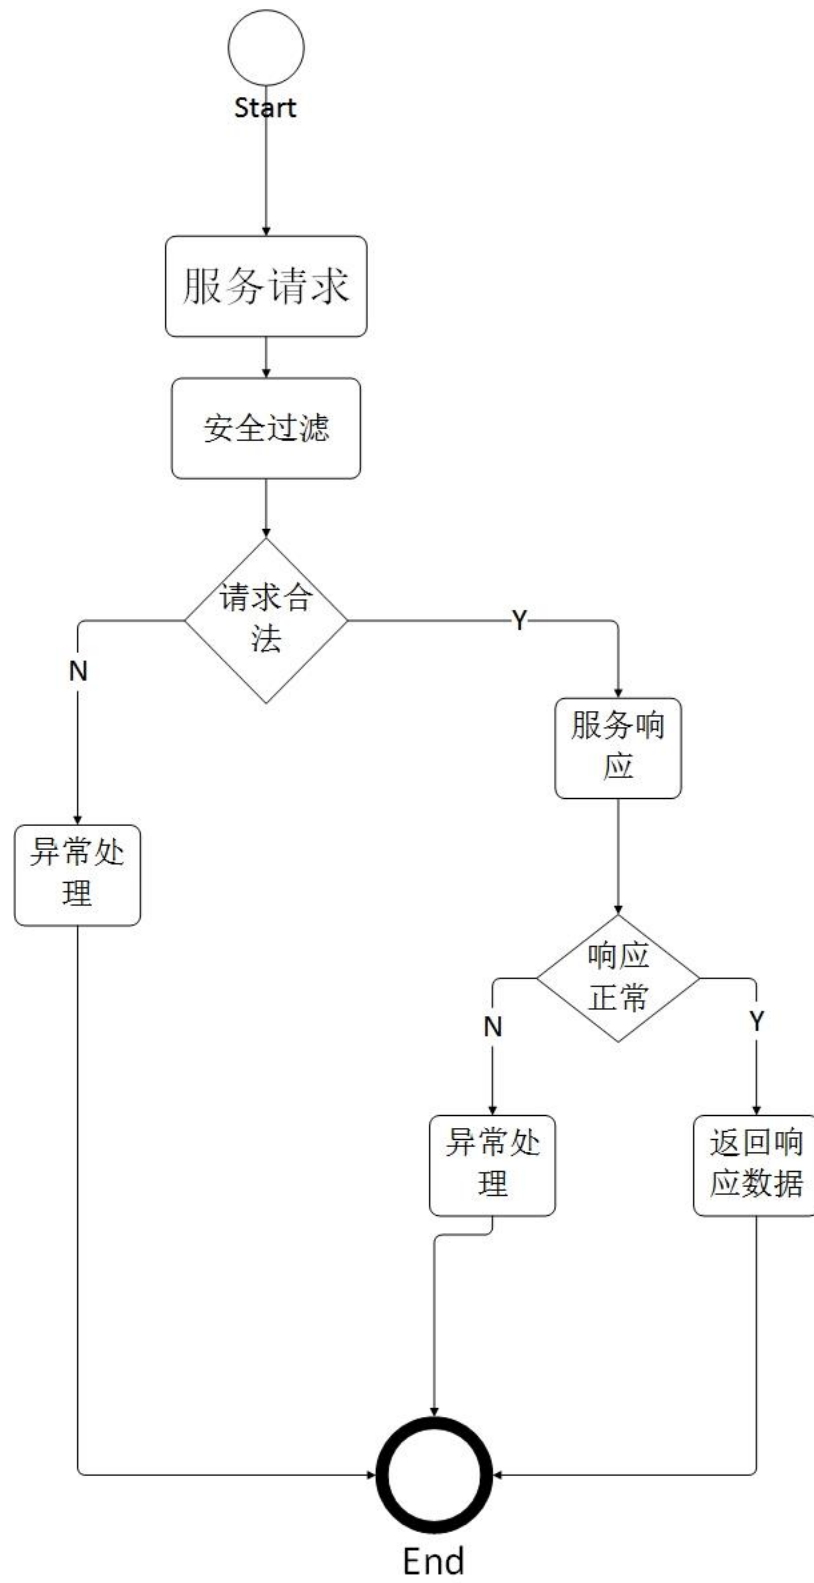 Start
服务请求
安全过滤
请求合
法
Y
N
服务响
应
异常处
理
响应
正常
N
Y
异常处
理
返回响
应数据
End